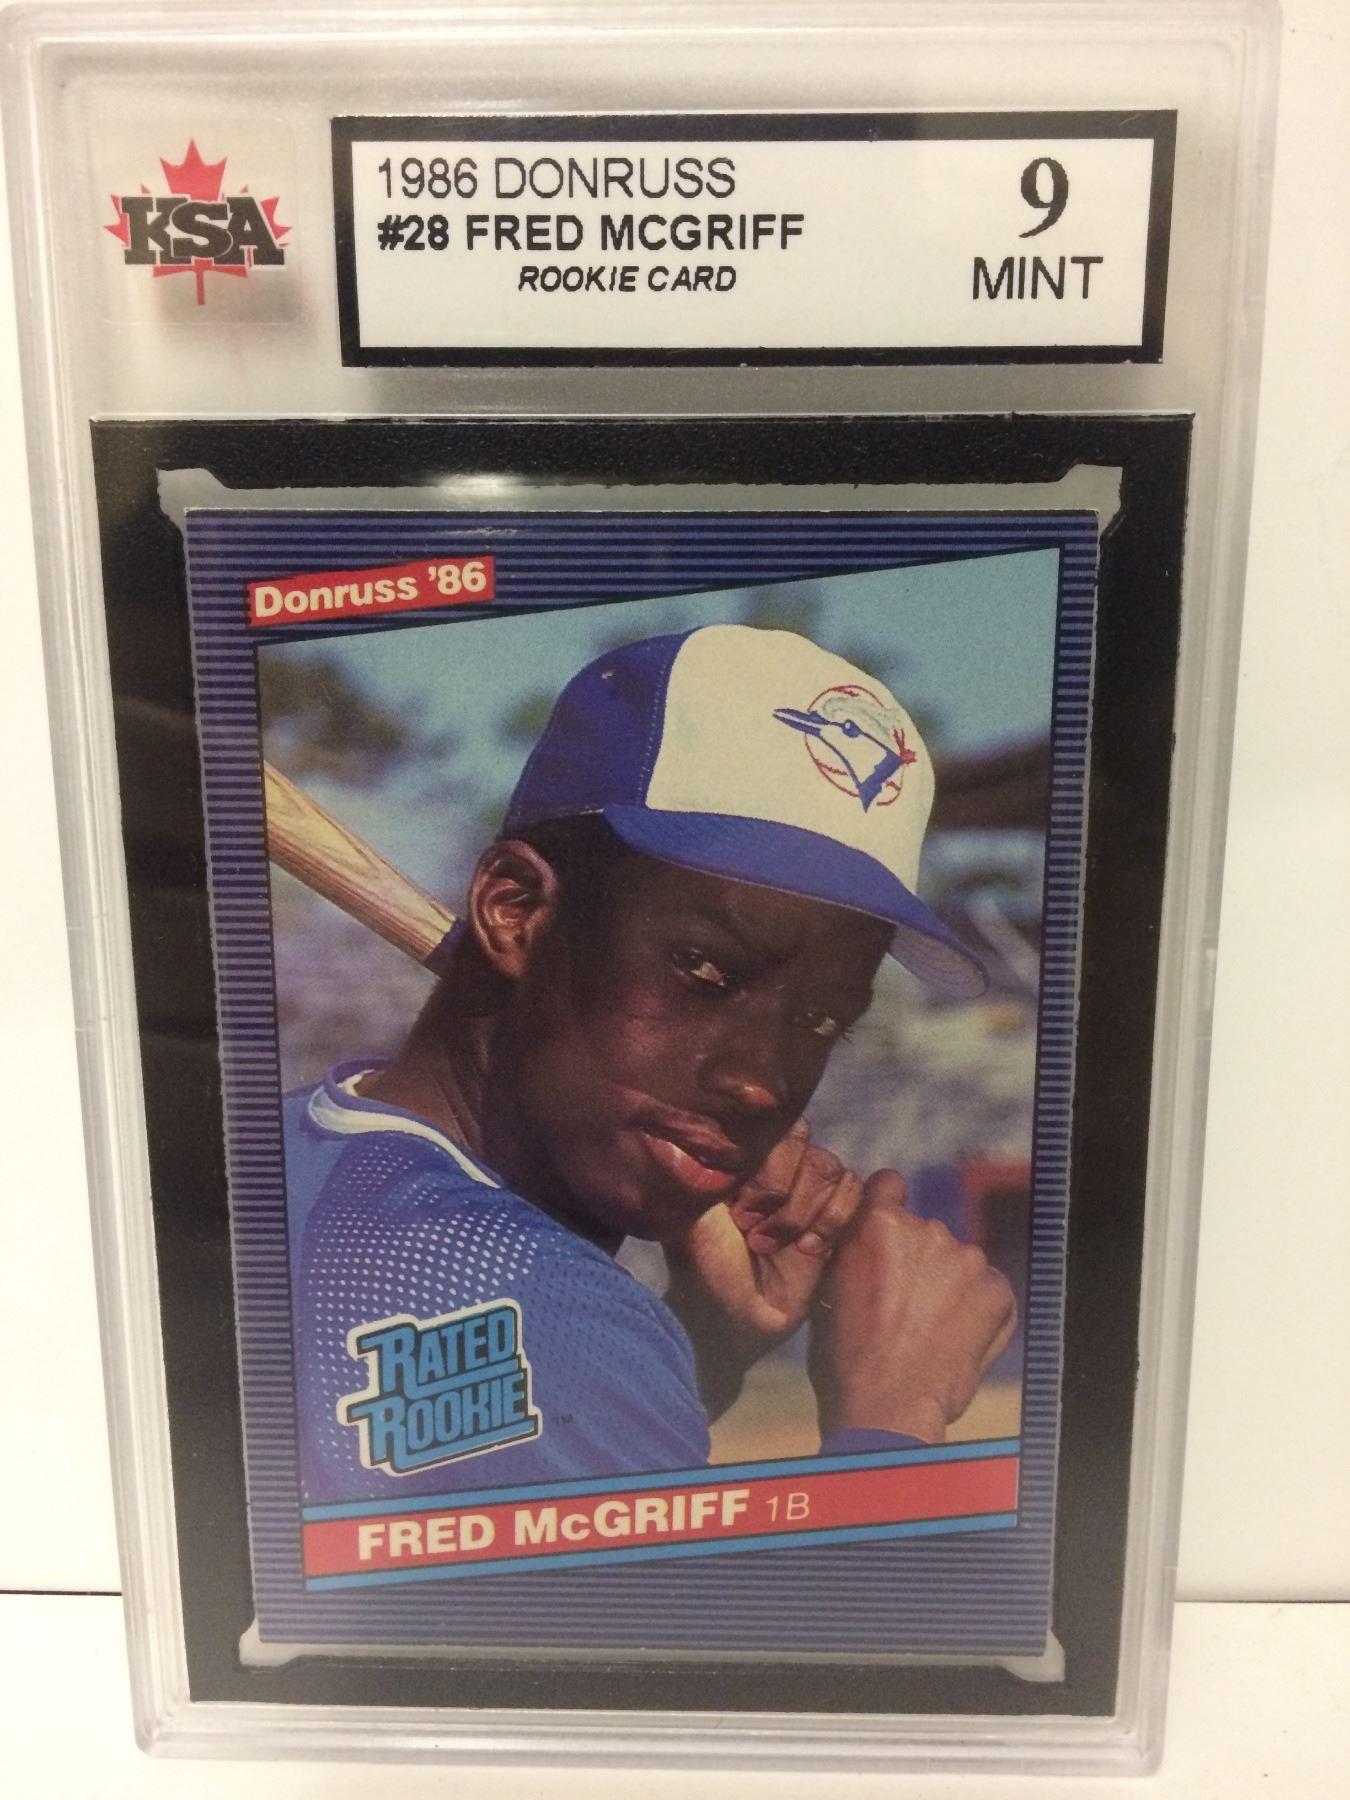 KSA
1986 DONRUSS
#28 FRED MCGRIFF
ROOKIE CARD
9
MINT
Donruss '86
RATED
ROOKIE
TM
FRED McGRIFF 1B